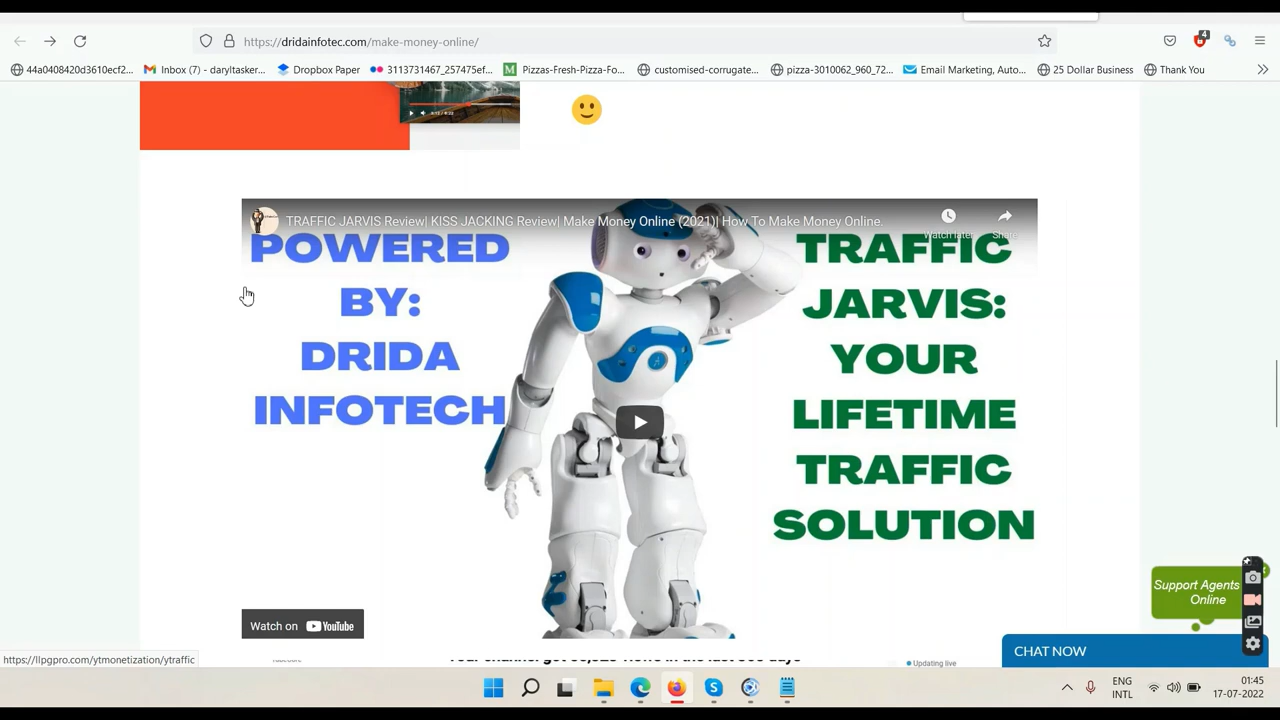 https://dridainfotec.com/make-money-online/
4
44a0408420d3610ecf2...
Inbox (7) - daryltasker...
Dropbox Paper
3113731467_257475ef...
Pizzas-Fresh-Pizza-Fo...
customised-corrugate...
pizza-3010062_960_72...
Email Marketing, Auto...
25 Dollar Business
Thank You
TRAFFIC JARVIS Review| KISS JACKING Review| Make Money Online (2021)| How To Make Money Online.
Watch later
Share
POWERED
BY:
DRIDA
INFOTECH
TRAFFIC
JARVIS:
YOUR
LIFETIME
TRAFFIC
SOLUTION
Support Agents
Online
Watch on YouTube
CHAT NOW
https://llpgpro.com/ytmonetization/ytraffic
Updating live
ENG
INTL
01:45
17-07-2022